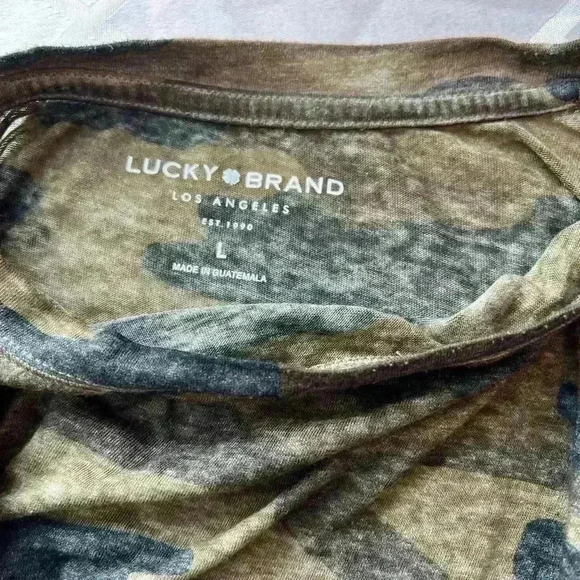 LUCKY BRAND
LOS ANGELES
EST. 1990
L
MADE IN GUATEMALA